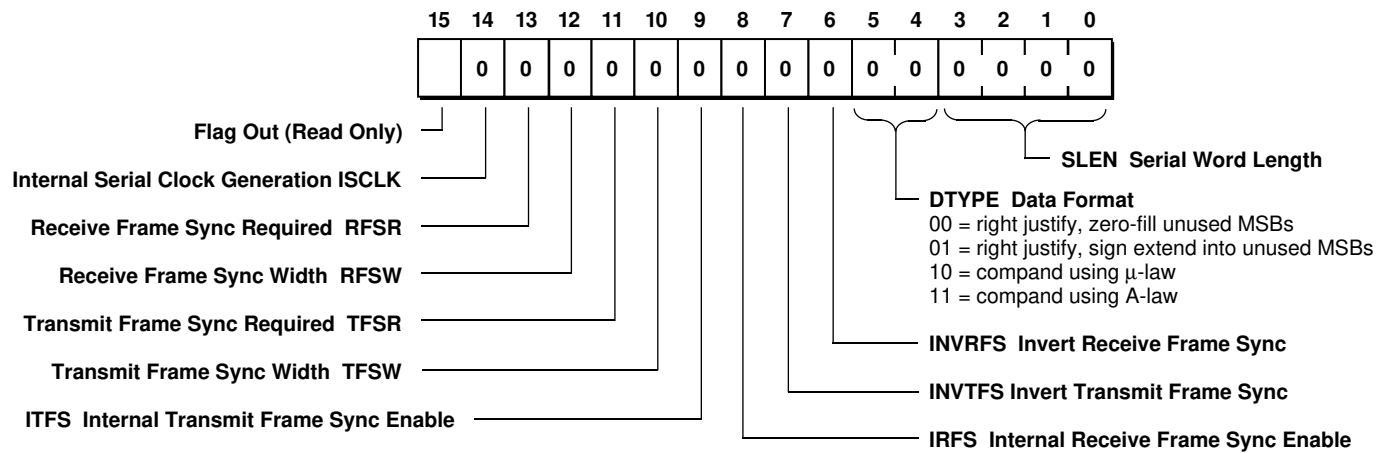 15 14 13 12 11 10 9 8 7 6 5 4 3 2 1 0
0 0 0 0 0 0 0 0 0 0 0 0 0 0 0
Flag Out (Read Only)
SLEN Serial Word Length
Internal Serial Clock Generation ISCLK
DTYPE Data Format
00 = right justify, zero-fill unused MSBs
01 = right justify, sign extend into unused MSBs
10 = compand using µ-law
11 = compand using A-law
Receive Frame Sync Required RFSR
Receive Frame Sync Width RFSW
Transmit Frame Sync Required TFSR
INVRFS Invert Receive Frame Sync
Transmit Frame Sync Width TFSW
INVTFS Invert Transmit Frame Sync
ITFS Internal Transmit Frame Sync Enable
IRFS Internal Receive Frame Sync Enable